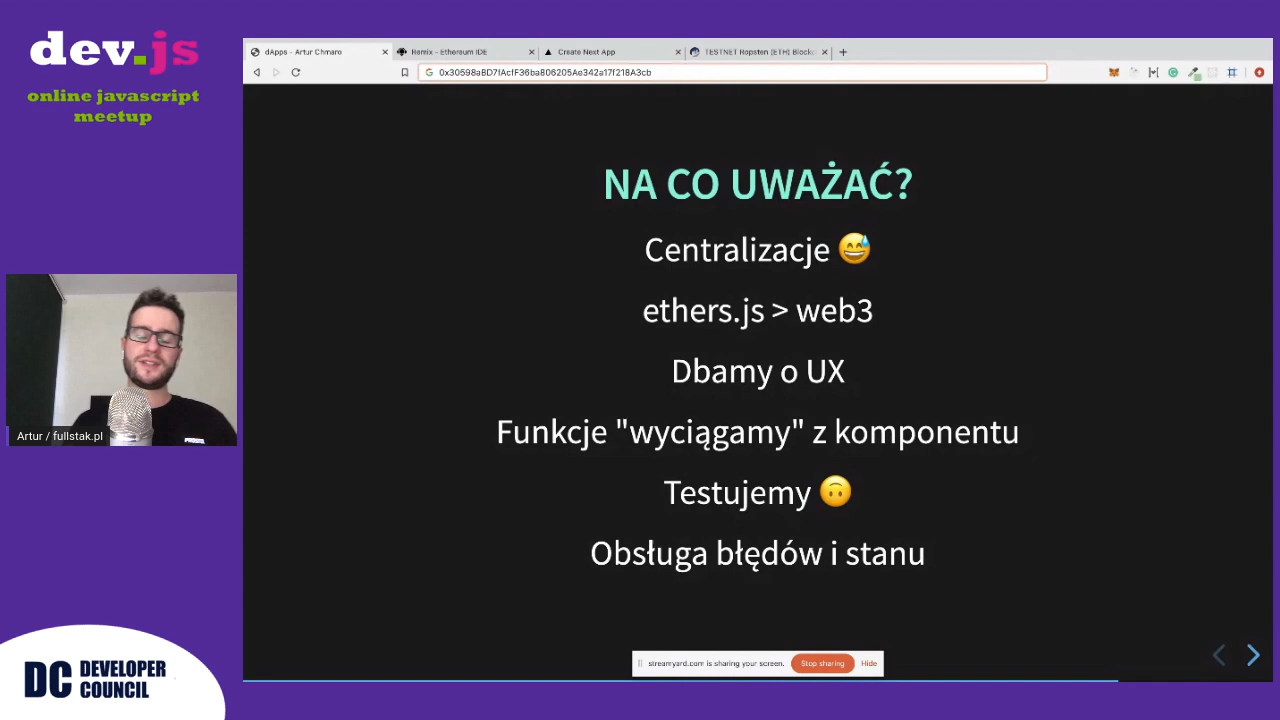 dev.js
online javascript
meetup
dApps - Artur Chmaro
Remix - Ethereum IDE
Create Next App
TESTNET Ropsten (ETH) Blockc
0x30598aBD7fAcfF36ba806205Ae342a17f218A3cb
NA CO UWAŻAĆ?
Centralizacje 😅
ethers.js > web3
Dbamy o UX
Funkcje "wyciągamy" z komponentu
Testujemy 🙃
Obsługa błędów i stanu
Artur / fullstak.pl
streamyard.com is sharing your screen.
Stop sharing
Hide
DC DEVELOPER
COUNCIL